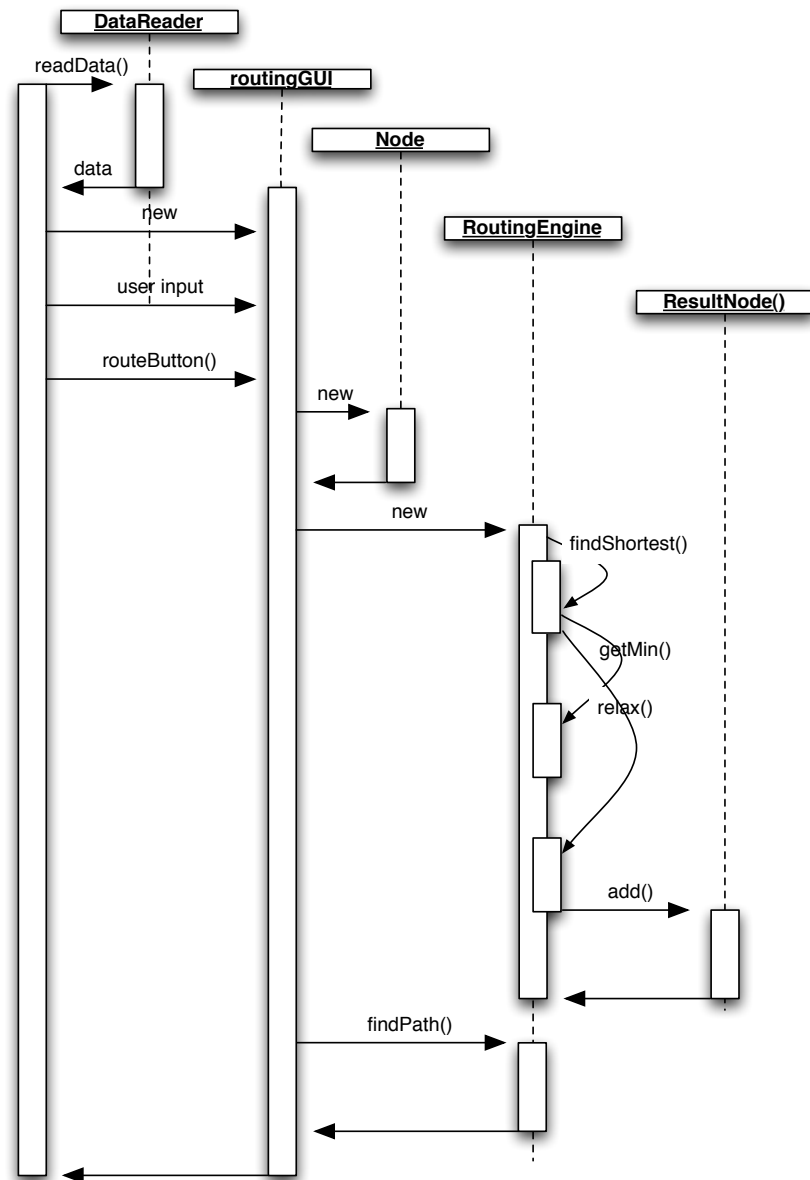 DataReader
readData()
routingGUI
Node
data
new
RoutingEngine
user input
ResultNode()
routeButton()
new
new
findShortest()
getMin()
relax()
add()
findPath()